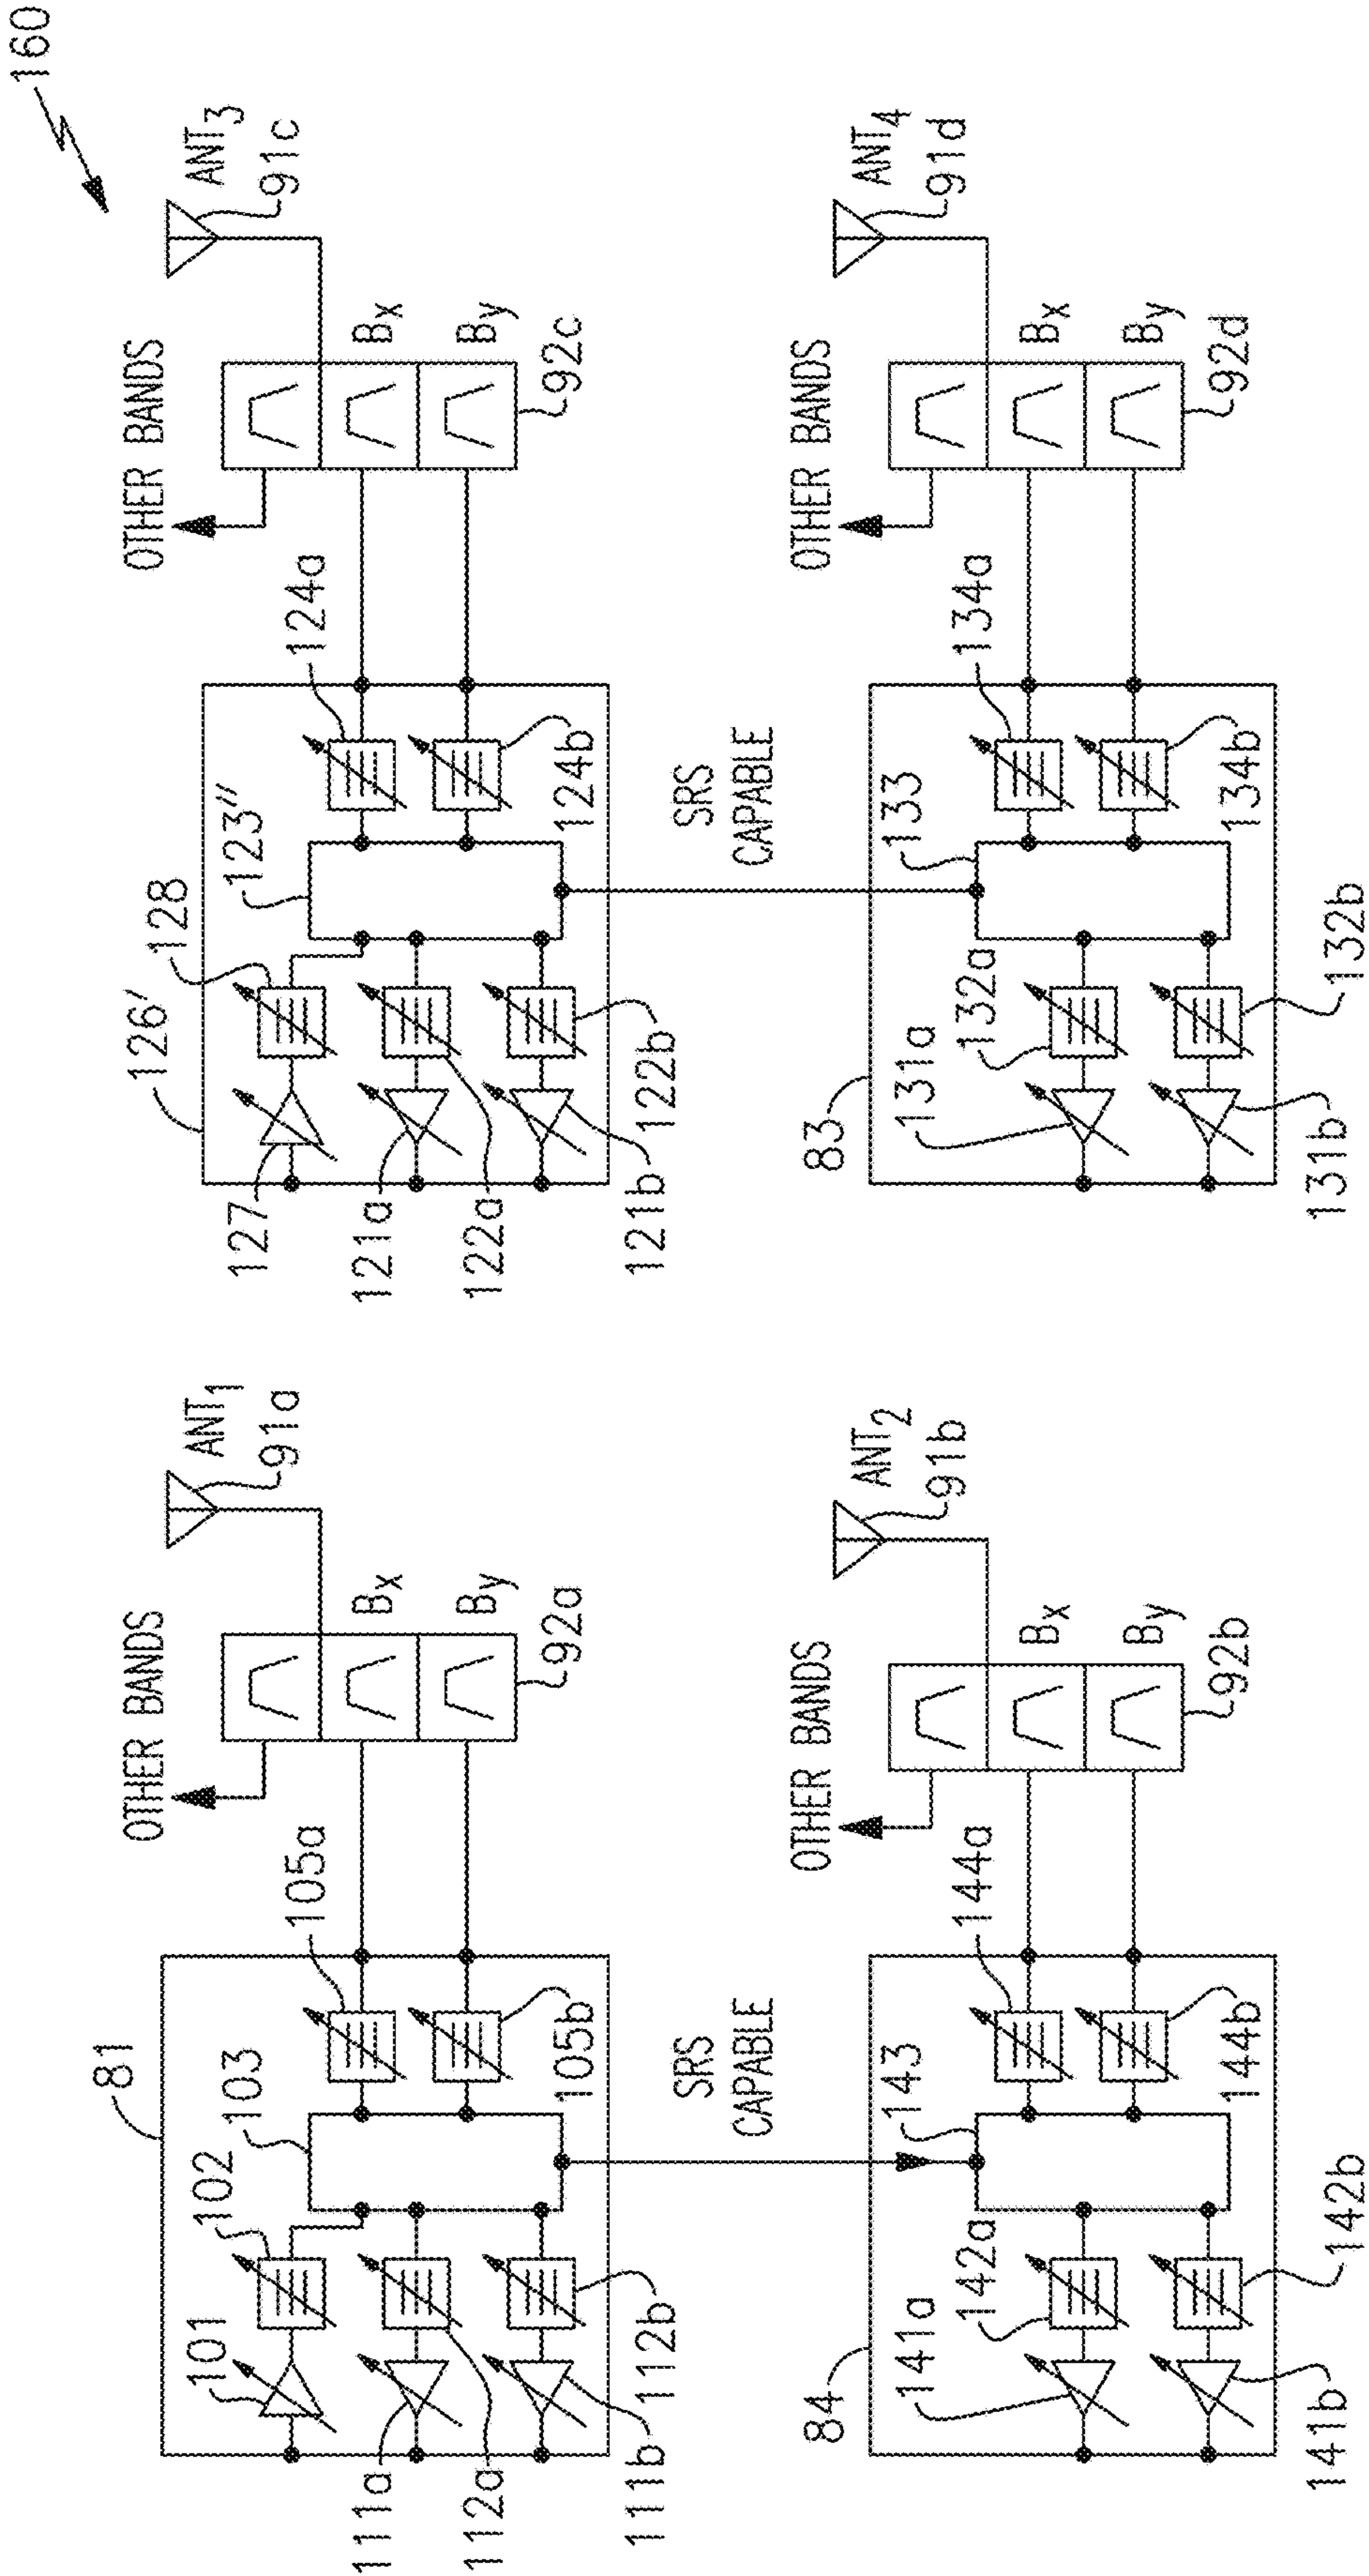 160
81
101
102
103
105a
105b
111a
112a
111b
112b
OTHER BANDS
Bx
By
92a
ANT1
91a
126′
127
128
123″
124a
124b
121a
122a
121b
122b
OTHER BANDS
Bx
By
92c
ANT3
91c
SRS
CAPABLE
84
141a
142a
143
144a
144b
141b
142b
OTHER BANDS
Bx
By
92b
ANT2
91b
SRS
CAPABLE
83
131a
132a
133
134a
134b
131b
132b
OTHER BANDS
Bx
By
92d
ANT4
91d